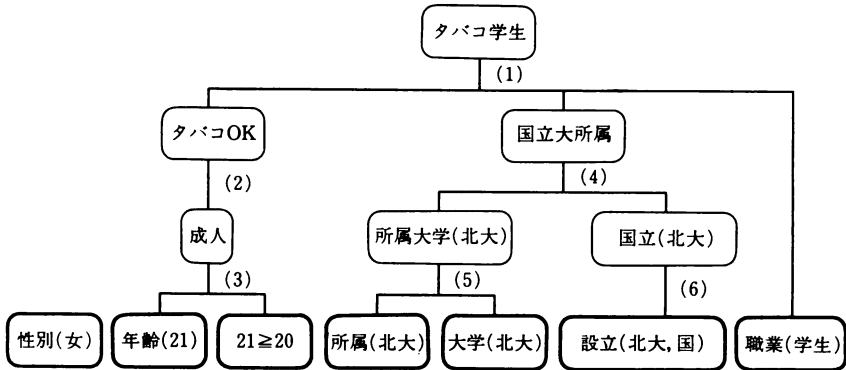 タバコ学生
(1)
タバコOK
国立大所属
(2)
(4)
成人
所属大学(北大)
国立(北大)
(3)
(5)
(6)
性別(女)
年齢(21)
21≧20
所属(北大)
大学(北大)
設立(北大,国)
職業(学生)